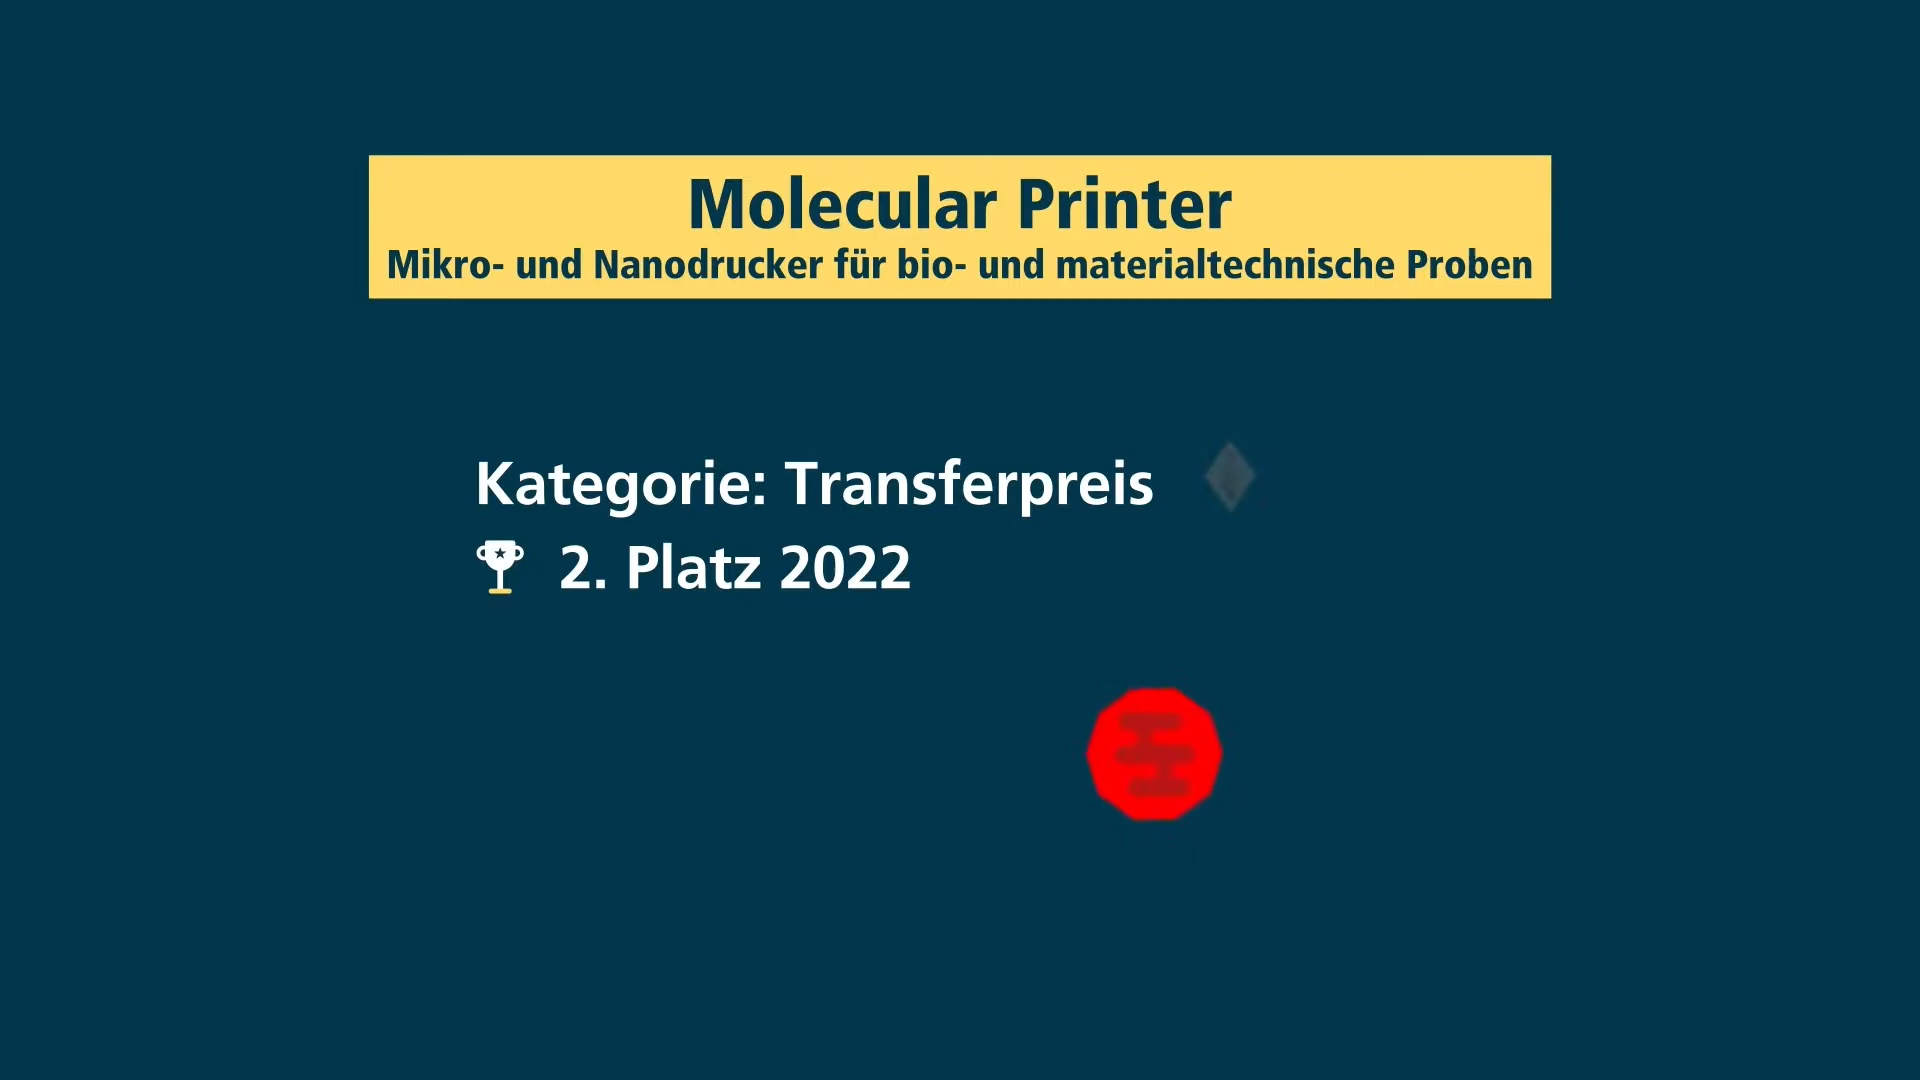 Molecular Printer
Mikro- und Nanodrucker für bio- und materialtechnische Proben
Kategorie: Transferpreis
2. Platz 2022